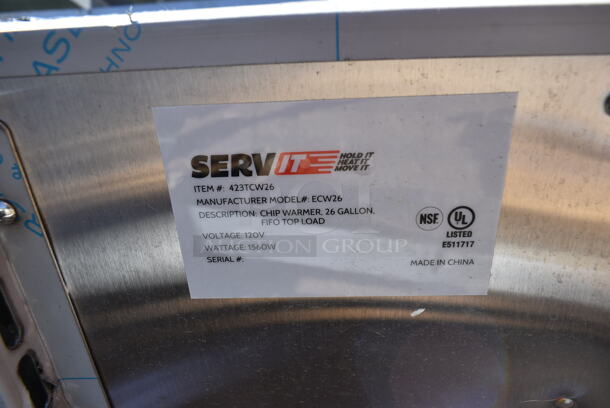 SERVIT HOLD IT
HEAT IT
MOVE IT
ITEM #: 423TCW26
MANUFACTURER MODEL#: ECW26
DESCRIPTION: CHIP WARMER, 26 GALLON,
FIFO TOP LOAD
VOLTAGE: 120V
WATTAGE: 1560W
SERIAL #:
NSF
UL
LISTED
E511717
MADE IN CHINA
GROUP